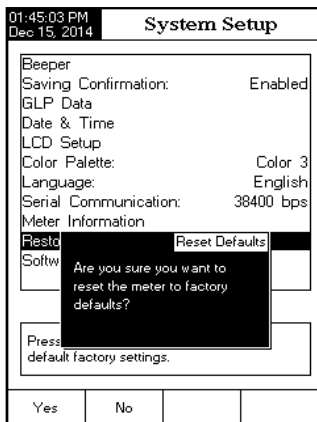 01:45:03 PM
Dec 15, 2014
System Setup
Beeper
Saving Confirmation: Enabled
GLP Data
Date & Time
LCD Setup
Color Palette: Color 3
Language: English
Serial Communication: 38400 bps
Meter Information
Resto
Softw
Reset Defaults
Are you sure you want to
reset the meter to factory
defaults?
Press
default factory settings.
Yes No